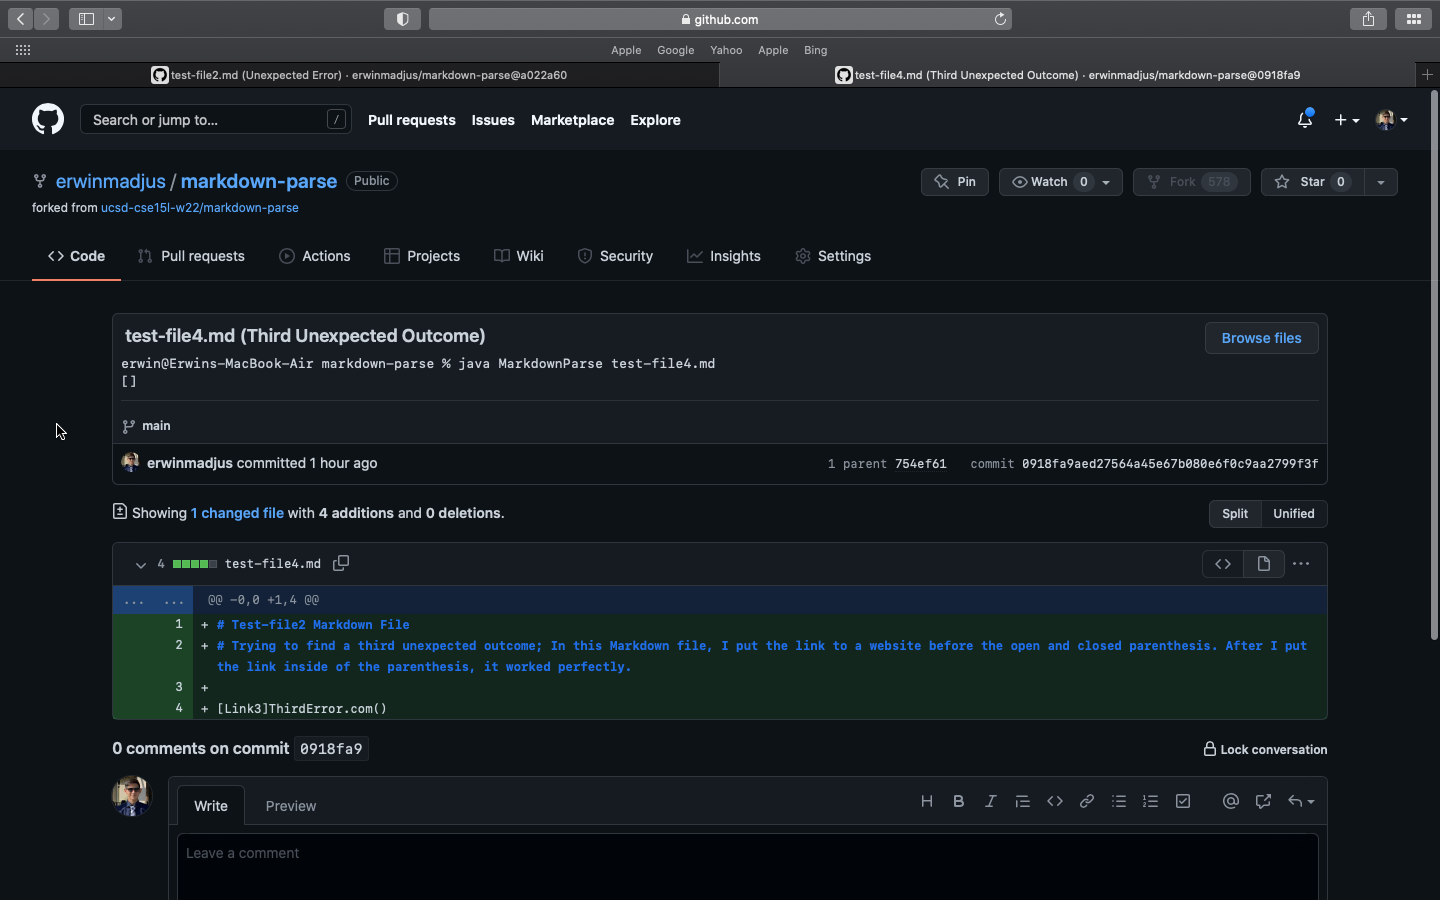 github.com
Apple Google Yahoo Apple Bing
test-file2.md (Unexpected Error) · erwinmadjus/markdown-parse@a022a60
test-file4.md (Third Unexpected Outcome) · erwinmadjus/markdown-parse@0918fa9
Search or jump to... /
Pull requests Issues Marketplace Explore
erwinmadjus / markdown-parse Public
Pin Watch 0 Fork 578 Star 0
forked from ucsd-cse15l-w22/markdown-parse
Code Pull requests Actions Projects Wiki Security Insights Settings
test-file4.md (Third Unexpected Outcome)
Browse files
erwin@Erwins-MacBook-Air markdown-parse % java MarkdownParse test-file4.md
[]
main
erwinmadjus committed 1 hour ago
1 parent 754ef61 commit 0918fa9aed27564a45e67b080e6f0c9aa2799f3f
Showing 1 changed file with 4 additions and 0 deletions.
Split Unified
4 test-file4.md
... ... @@ -0,0 +1,4 @@
1 + # Test-file2 Markdown File
2 + # Trying to find a third unexpected outcome; In this Markdown file, I put the link to a website before the open and closed parenthesis. After I put
the link inside of the parenthesis, it worked perfectly.
3 +
4 + [Link3]ThirdError.com()
0 comments on commit 0918fa9
Lock conversation
Write Preview
Leave a comment